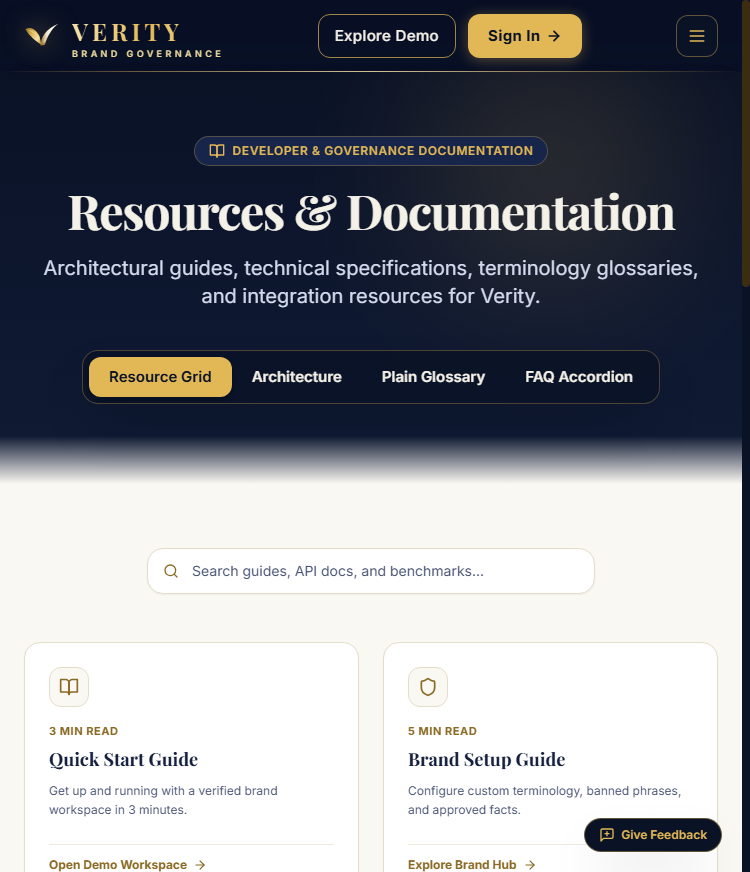 VERITY
BRAND GOVERNANCE
Explore Demo
Sign In
DEVELOPER & GOVERNANCE DOCUMENTATION
Resources & Documentation
Architectural guides, technical specifications, terminology glossaries,
and integration resources for Verity.
Resource Grid
Architecture
Plain Glossary
FAQ Accordion
Search guides, API docs, and benchmarks...
3 MIN READ
Quick Start Guide
Get up and running with a verified brand
workspace in 3 minutes.
Open Demo Workspace
5 MIN READ
Brand Setup Guide
Configure custom terminology, banned phrases,
and approved facts.
Explore Brand Hub
Give Feedback